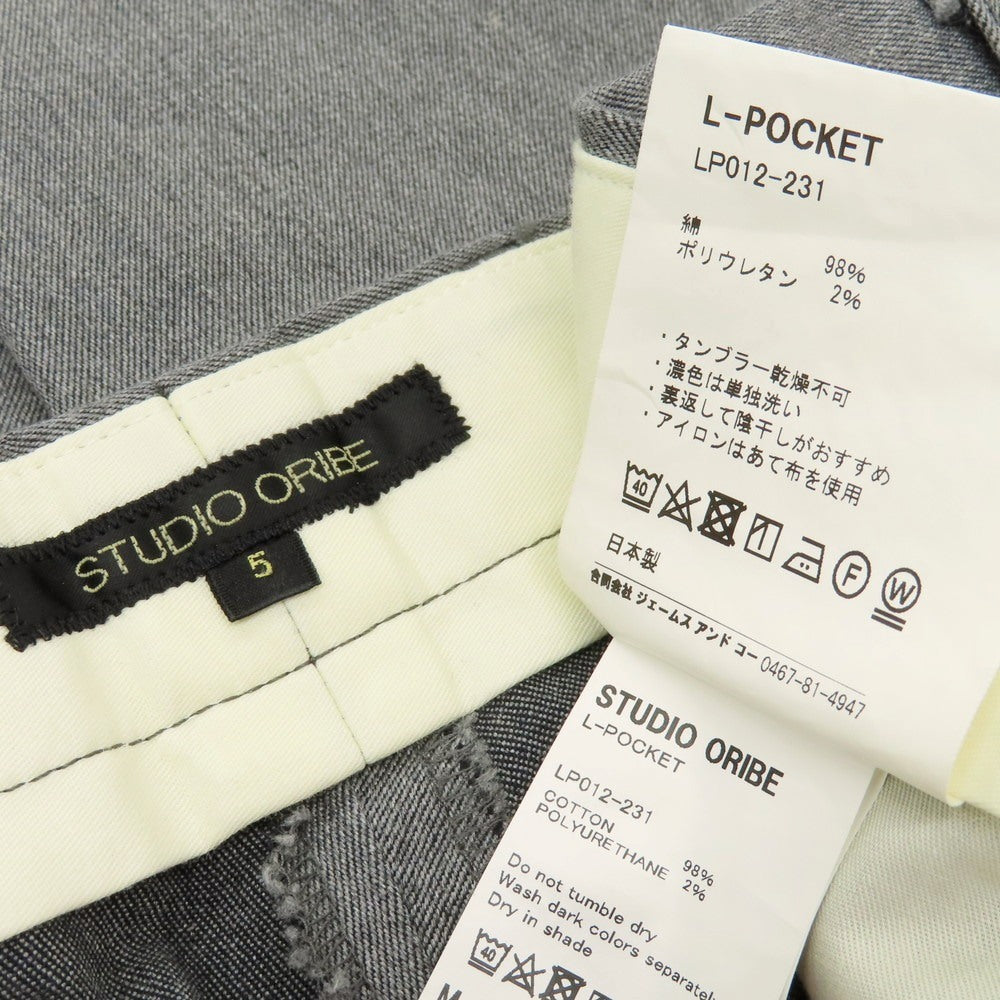 STUDIO ORIBE
5
L-POCKET
LP012-231
綿 98%
ポリウレタン 2%
・タンブラー乾燥不可
・濃色は単独洗い
・裏返して陰干しがおすすめ
・アイロンはあて布を使用
40
F
W
日本製
合同会社 ジェームス アンド コー 0467-81-4947
STUDIO ORIBE
L-POCKET
LP012-231
COTTON 98%
POLYURETHANE 2%
Do not tumble dry
Wash dark colors separately
Dry in shade
40